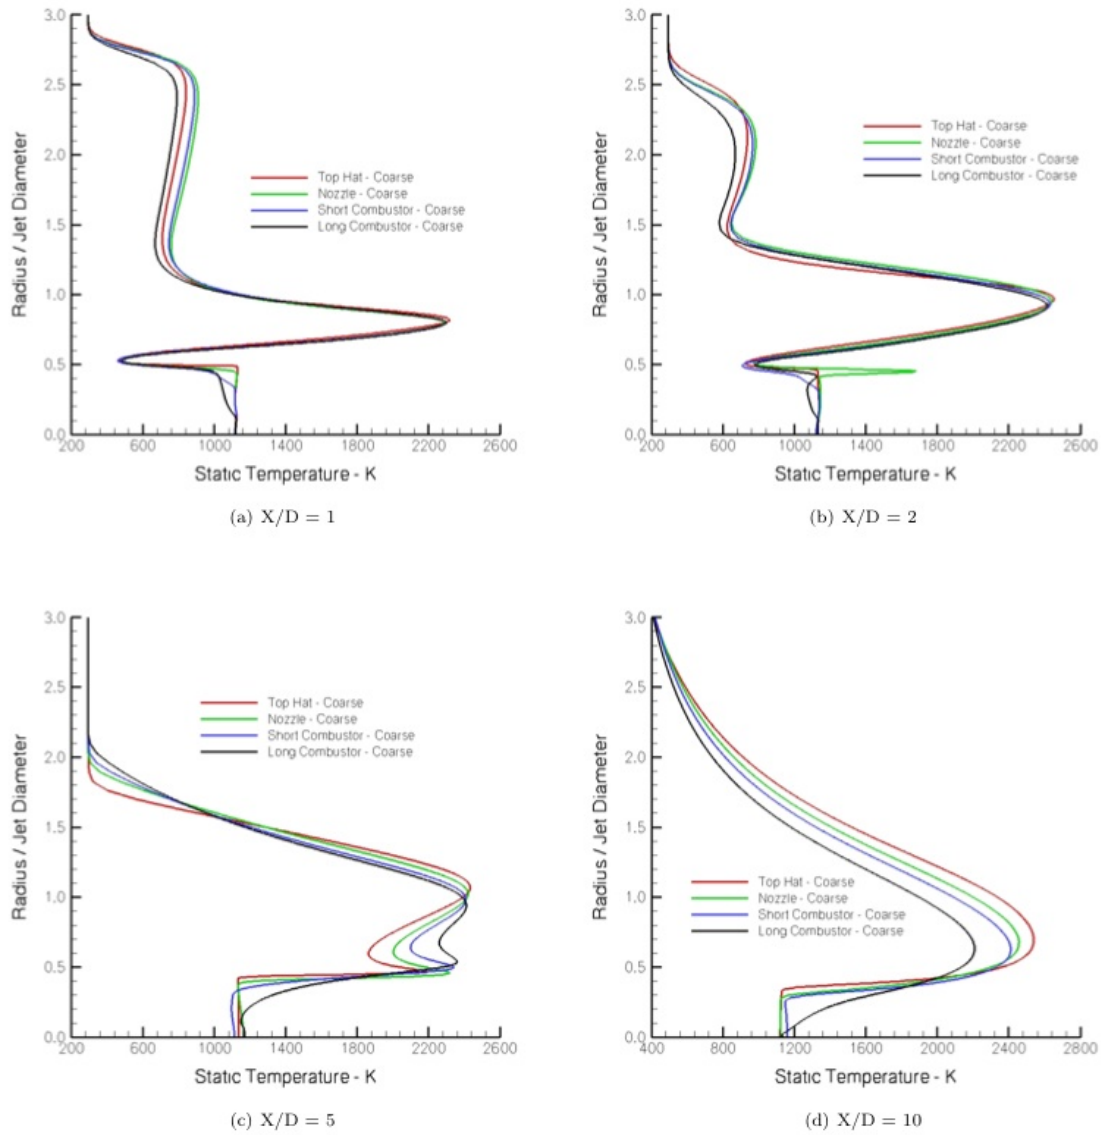 3.0
2.5
2.0
1.5
1.0
0.5
0.0
200 600 1000 1400 1800 2200 2600
Radius / Jet Diameter
Static Temperature - K
Top Hat - Coarse
Nozzle - Coarse
Short Combustor - Coarse
Long Combustor - Coarse
(a) X/D = 1
3.0
2.5
2.0
1.5
1.0
0.5
0.0
200 600 1000 1400 1800 2200 2600
Radius / Jet Diameter
Static Temperature - K
Top Hat - Coarse
Nozzle - Coarse
Short Combustor - Coarse
Long Combustor - Coarse
(b) X/D = 2
3.0
2.5
2.0
1.5
1.0
0.5
0.0
200 600 1000 1400 1800 2200 2600
Radius / Jet Diameter
Static Temperature - K
Top Hat - Coarse
Nozzle - Coarse
Short Combustor - Coarse
Long Combustor - Coarse
(c) X/D = 5
3.0
2.5
2.0
1.5
1.0
0.5
0.0
400 800 1200 1600 2000 2400 2800
Radius / Jet Diameter
Static Temperature - K
Top Hat - Coarse
Nozzle - Coarse
Short Combustor - Coarse
Long Combustor - Coarse
(d) X/D = 10